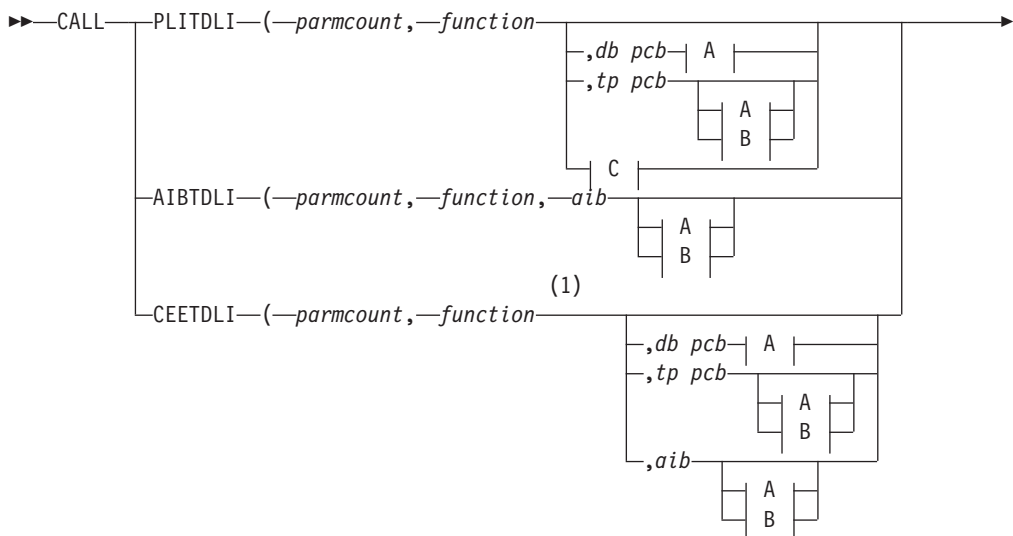 CALL PLITDLI ( parmcount, function
,db pcb A
,tp pcb
A
B
C
AIBTDLI ( parmcount, function, aib
A
B
(1)
CEETDLI ( parmcount, function
,db pcb A
,tp pcb
A
B
,aib
A
B